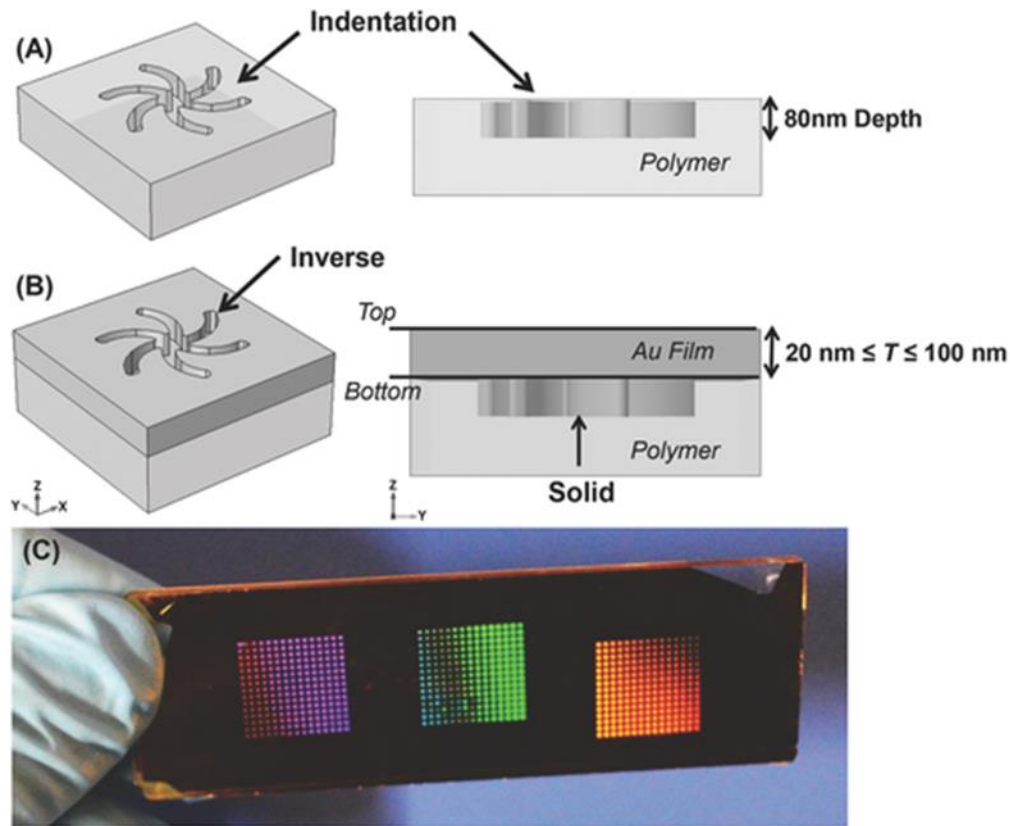 (A)
Indentation
80nm Depth
Polymer
(B)
Inverse
Top
Au Film
20 nm ≤ T ≤ 100 nm
Bottom
Polymer
Solid
Z
Y
X
Z
Y
(C)